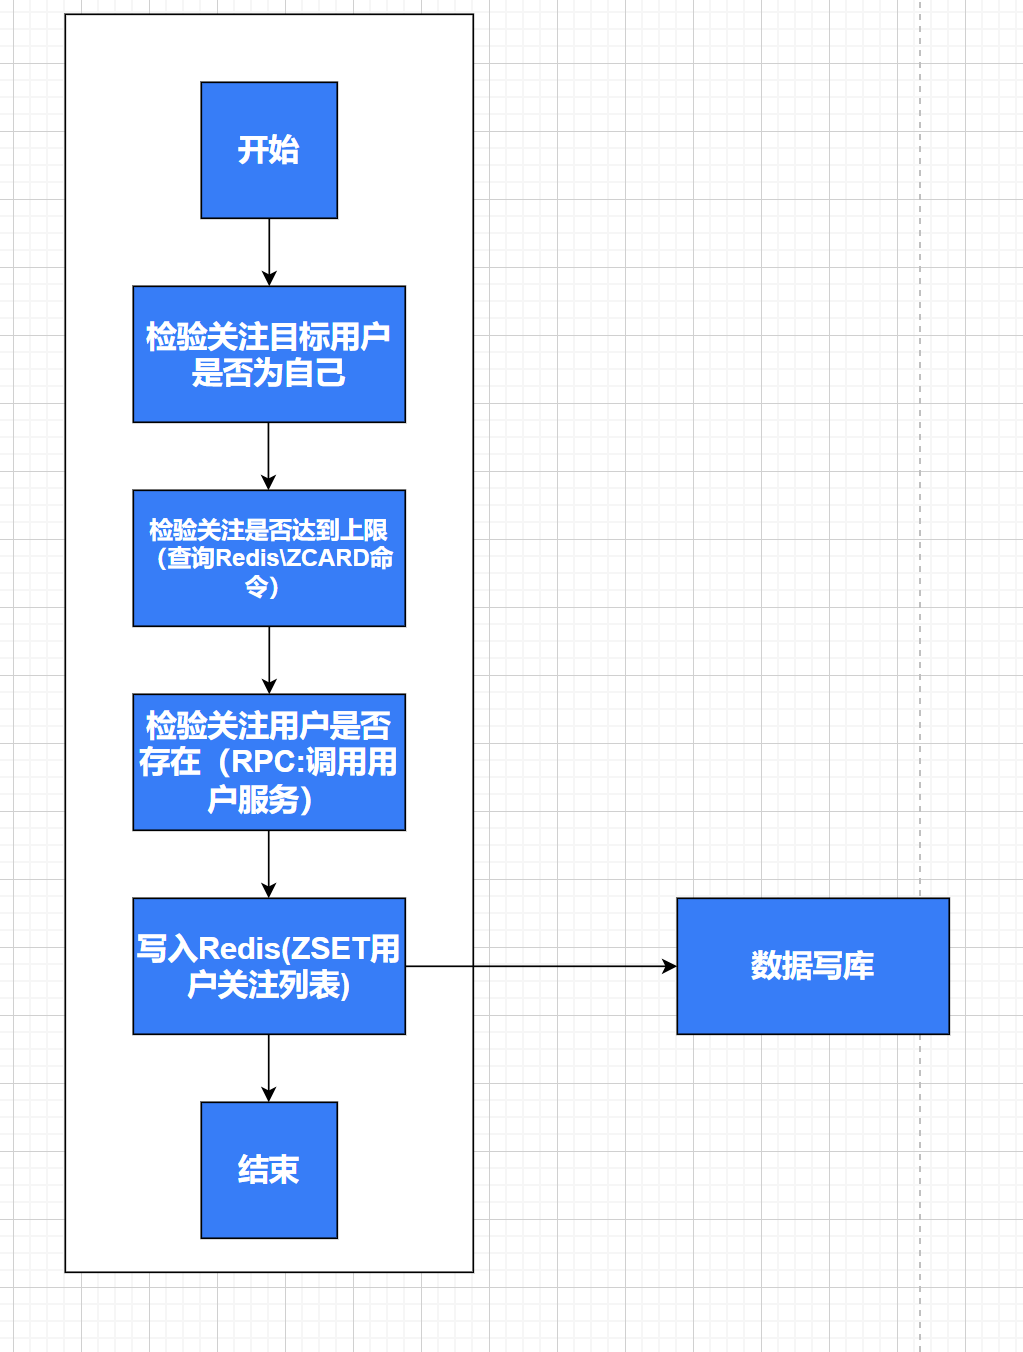 开始
检验关注目标用户
是否为自己
检验关注是否达到上限
（查询Redis\ZCARD命
令）
检验关注用户是否
存在（RPC:调用用
户服务）
写入Redis(ZSET用
户关注列表)
数据写库
结束